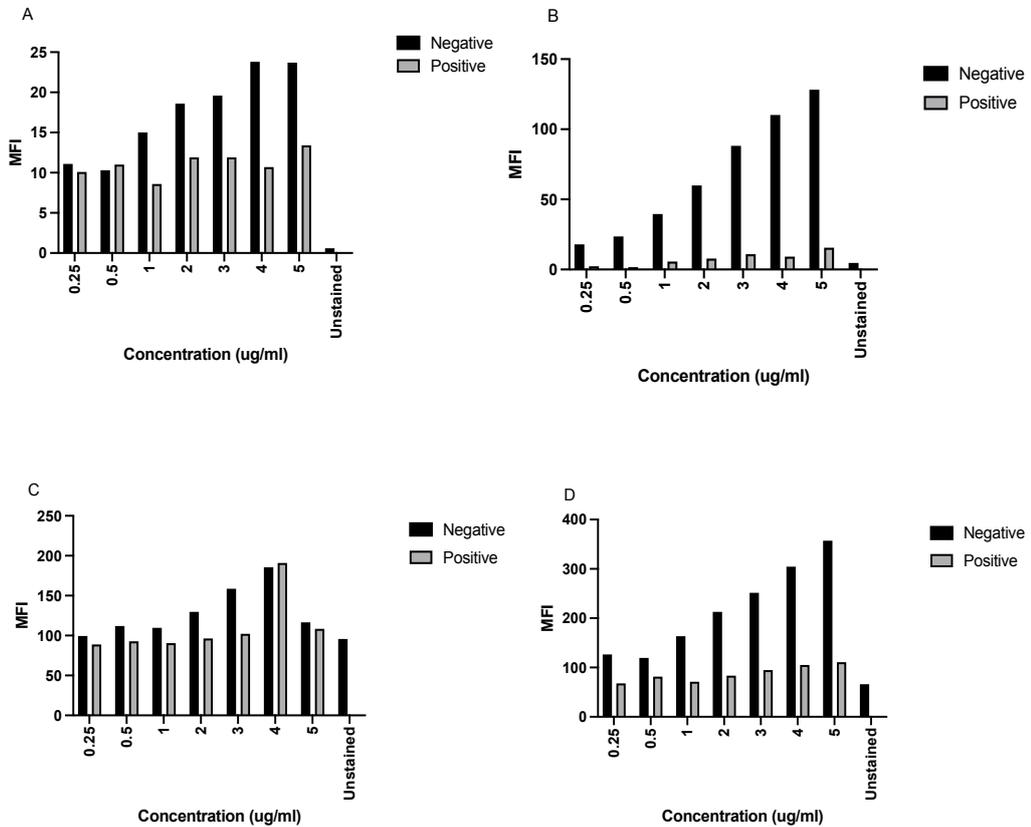 A
Negative
Positive
25
20
15
10
5
0
MFI
0.25
0.5
1
2
3
4
5
Unstained
Concentration (ug/ml)
B
Negative
Positive
150
100
50
0
MFI
0.25
0.5
1
2
3
4
5
Unstained
Concentration (ug/ml)
C
Negative
Positive
250
200
150
100
50
0
MFI
0.25
0.5
1
2
3
4
5
Unstained
Concentration (ug/ml)
D
Negative
Positive
400
300
200
100
0
MFI
0.25
0.5
1
2
3
4
5
Unstained
Concentration (ug/ml)